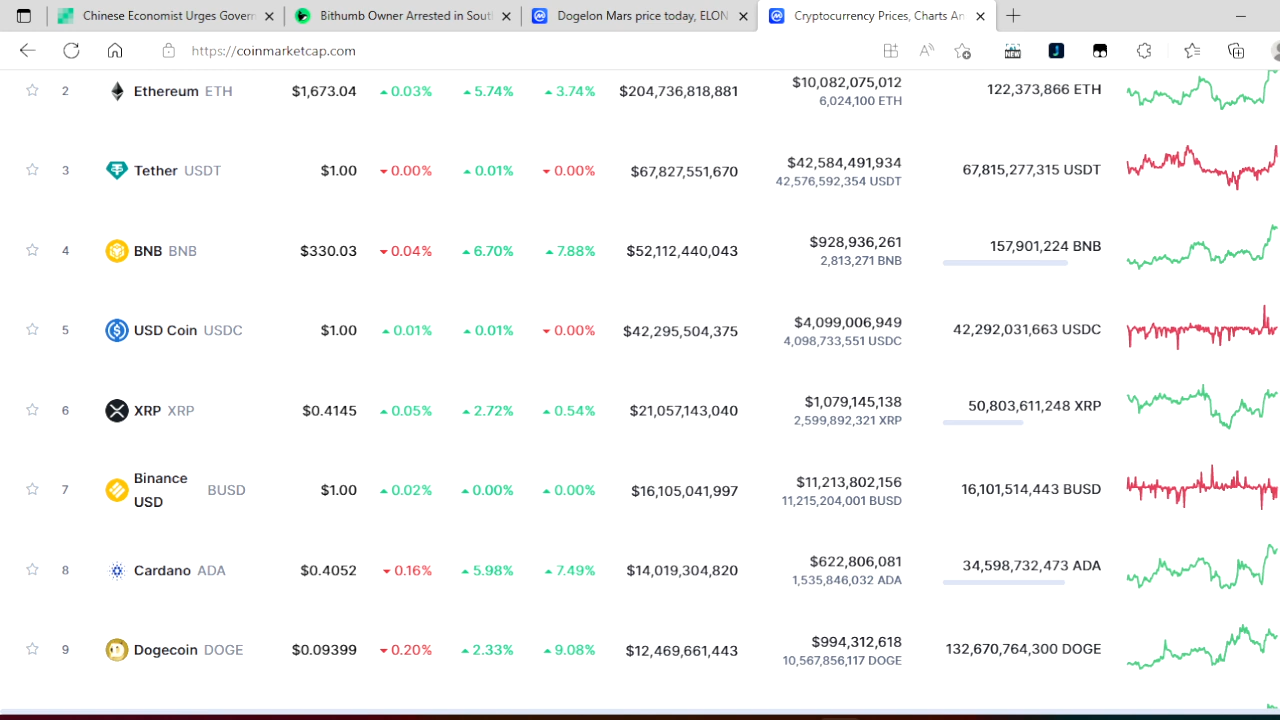 Chinese Economist Urges Govern
Bithumb Owner Arrested in Sout
Dogelon Mars price today, ELON
Cryptocurrency Prices, Charts An
https://coinmarketcap.com
2 Ethereum ETH $1,673.04 0.03% 5.74% 3.74% $204,736,818,881 $10,082,075,012 122,373,866 ETH
6,024,100 ETH
3 Tether USDT $1.00 0.00% 0.01% 0.00% $67,827,551,670 $42,584,491,934 67,815,277,315 USDT
42,576,592,354 USDT
4 BNB BNB $330.03 0.04% 6.70% 7.88% $52,112,440,043 $928,936,261 157,901,224 BNB
2,813,271 BNB
5 USD Coin USDC $1.00 0.01% 0.01% 0.00% $42,295,504,375 $4,099,006,949 42,292,031,663 USDC
4,098,733,551 USDC
6 XRP XRP $0.4145 0.05% 2.72% 0.54% $21,057,143,040 $1,079,145,138 50,803,611,248 XRP
2,599,892,321 XRP
7 Binance USD BUSD $1.00 0.02% 0.00% 0.00% $16,105,041,997 $11,213,802,156 16,101,514,443 BUSD
11,215,204,001 BUSD
8 Cardano ADA $0.4052 0.16% 5.98% 7.49% $14,019,304,820 $622,806,081 34,598,732,473 ADA
1,535,846,032 ADA
9 Dogecoin DOGE $0.09399 0.20% 2.33% 9.08% $12,469,661,443 $994,312,618 132,670,764,300 DOGE
10,567,856,117 DOGE